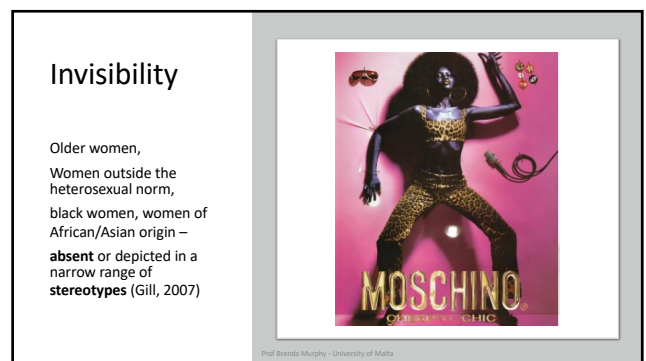 Invisibility
Older women,
Women outside the
heterosexual norm,
black women, women of
African/Asian origin –
absent or depicted in a
narrow range of
stereotypes (Gill, 2007)
MOSCHINO
CHIC
Prof Brenda Murphy - University of Malta